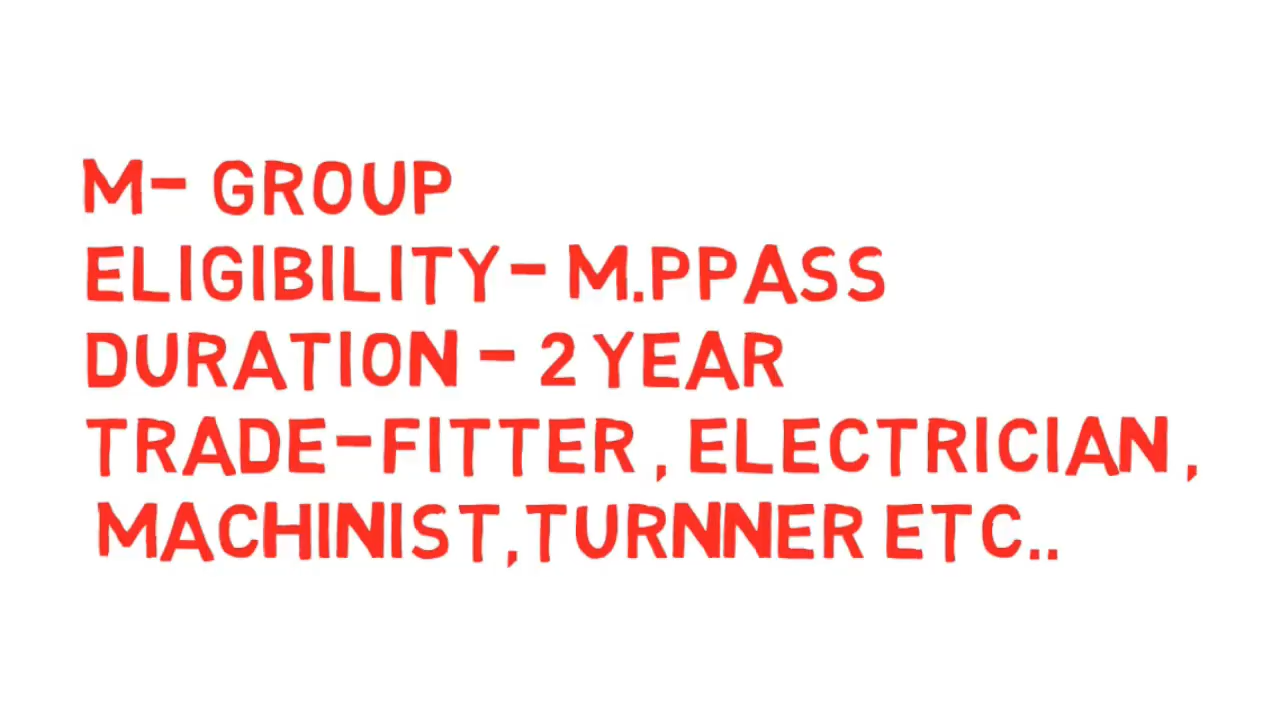 M- GROUP
ELIGIBILITY- M.PPASS
DURATION - 2 YEAR
TRADE-FITTER , ELECTRICIAN ,
MACHINIST,TURNNER ETC..